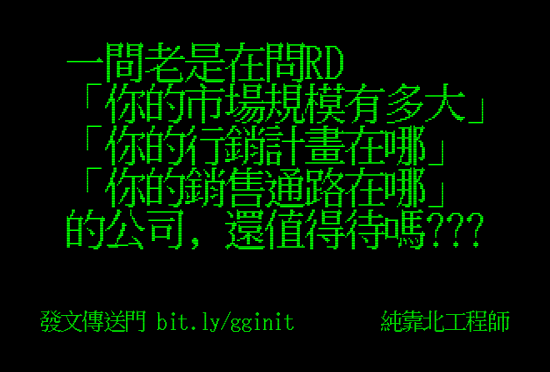 一間老是在問RD
「你的市場規模有多大」
「你的行銷計畫在哪」
「你的銷售通路在哪」
的公司, 還值得待嗎???
發文傳送門 bit.ly/gginit
純靠北工程師